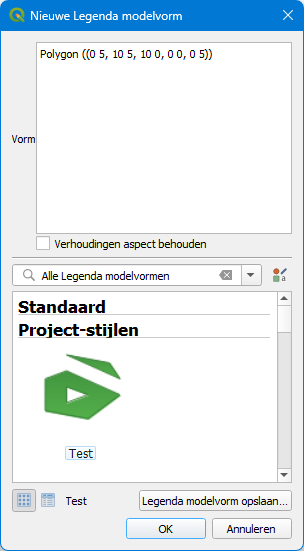 Nieuwe Legenda modelvorm
Polygon ((0 5, 10 5, 10 0, 0 0, 0 5))
Vorm
Verhoudingen aspect behouden
Alle Legenda modelvormen
a
Standaard
Project-stijlen
Test
Test
Legenda modelvorm opslaan...
OK
Annuleren